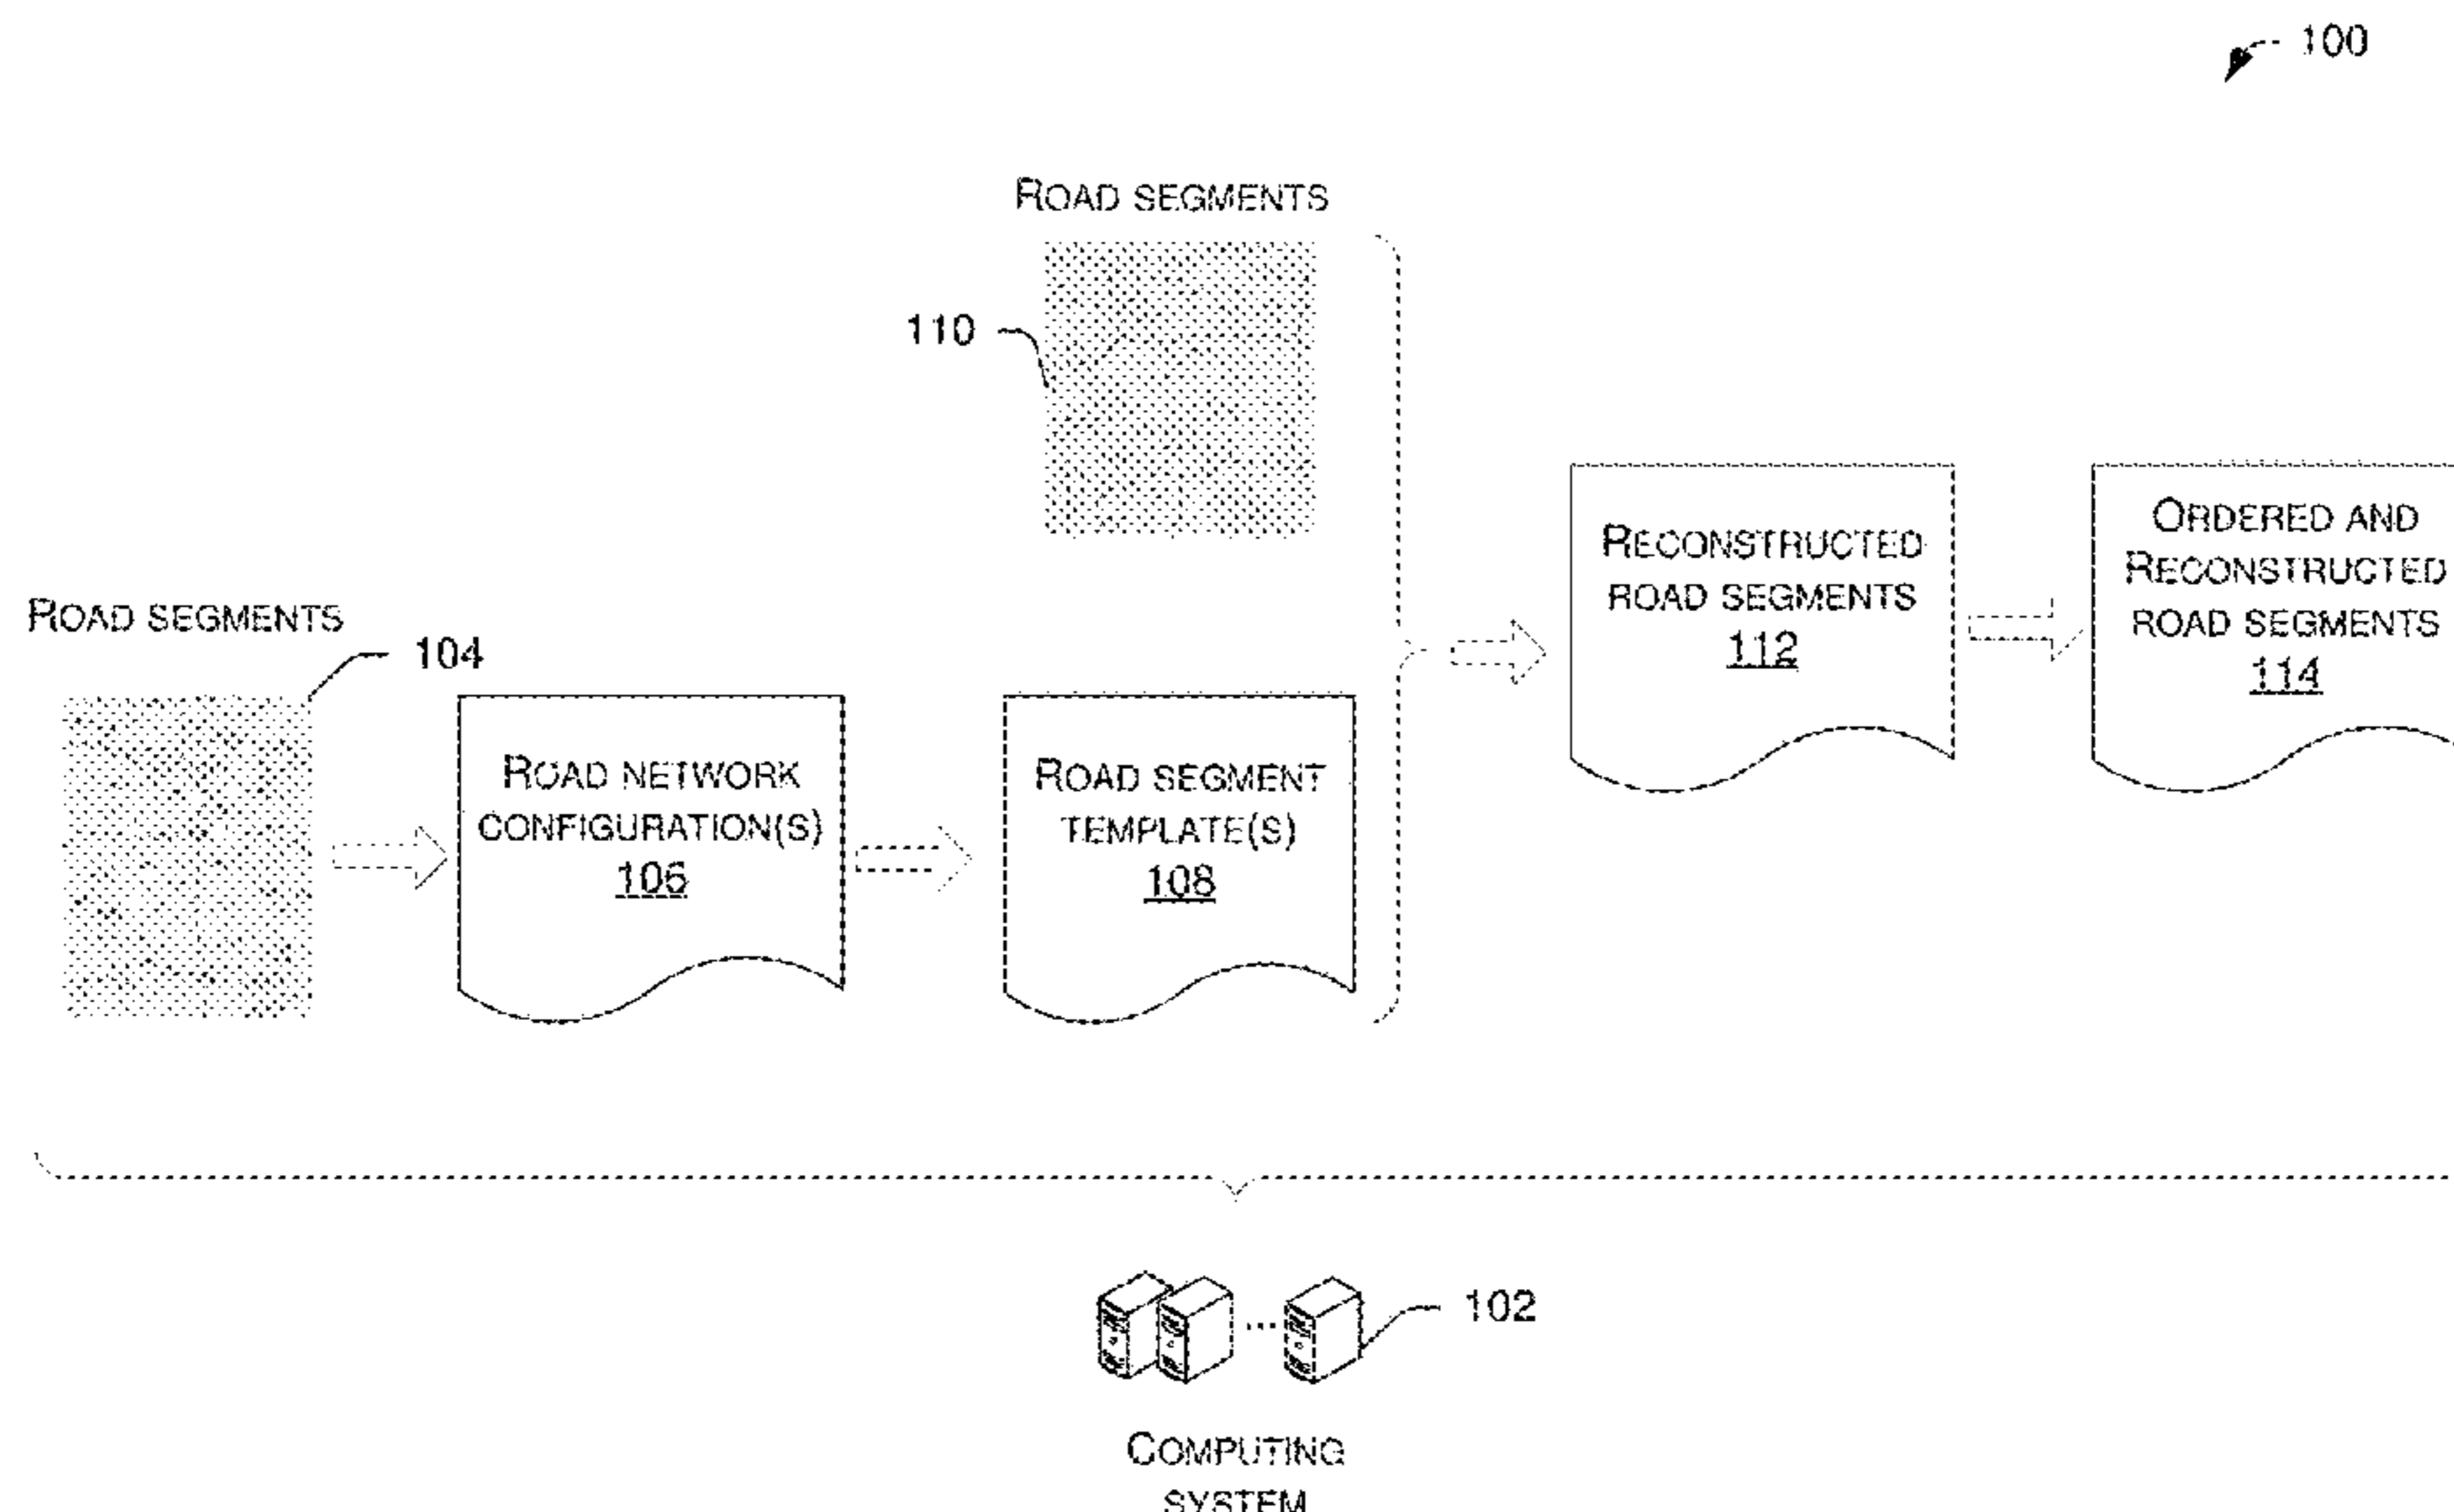 100
ROAD SEGMENTS
110
ROAD SEGMENTS
104
ROAD NETWORK
CONFIGURATION(S)
106
ROAD SEGMENT
TEMPLATE(S)
108
RECONSTRUCTED
ROAD SEGMENTS
112
ORDERED AND
RECONSTRUCTED
ROAD SEGMENTS
114
102
COMPUTING
SYSTEM